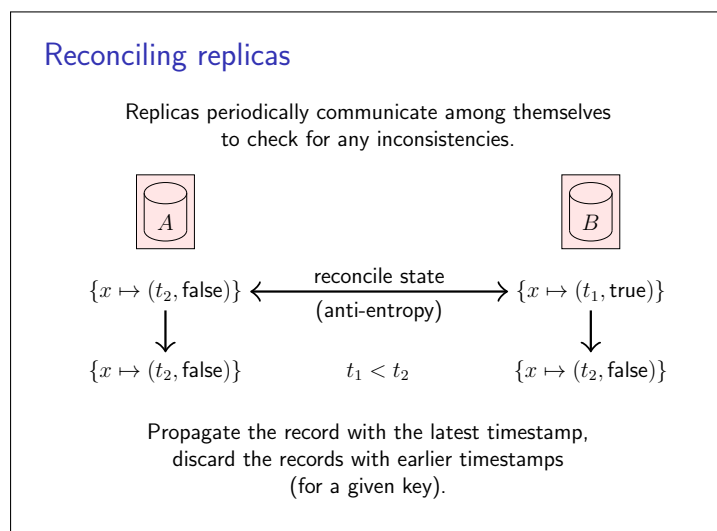 Reconciling replicas
Replicas periodically communicate among themselves
to check for any inconsistencies.
A
B
{x ↦ (t₂, false)}
reconcile state
(anti-entropy)
{x ↦ (t₁, true)}
{x ↦ (t₂, false)}
t₁ < t₂
{x ↦ (t₂, false)}
Propagate the record with the latest timestamp,
discard the records with earlier timestamps
(for a given key).